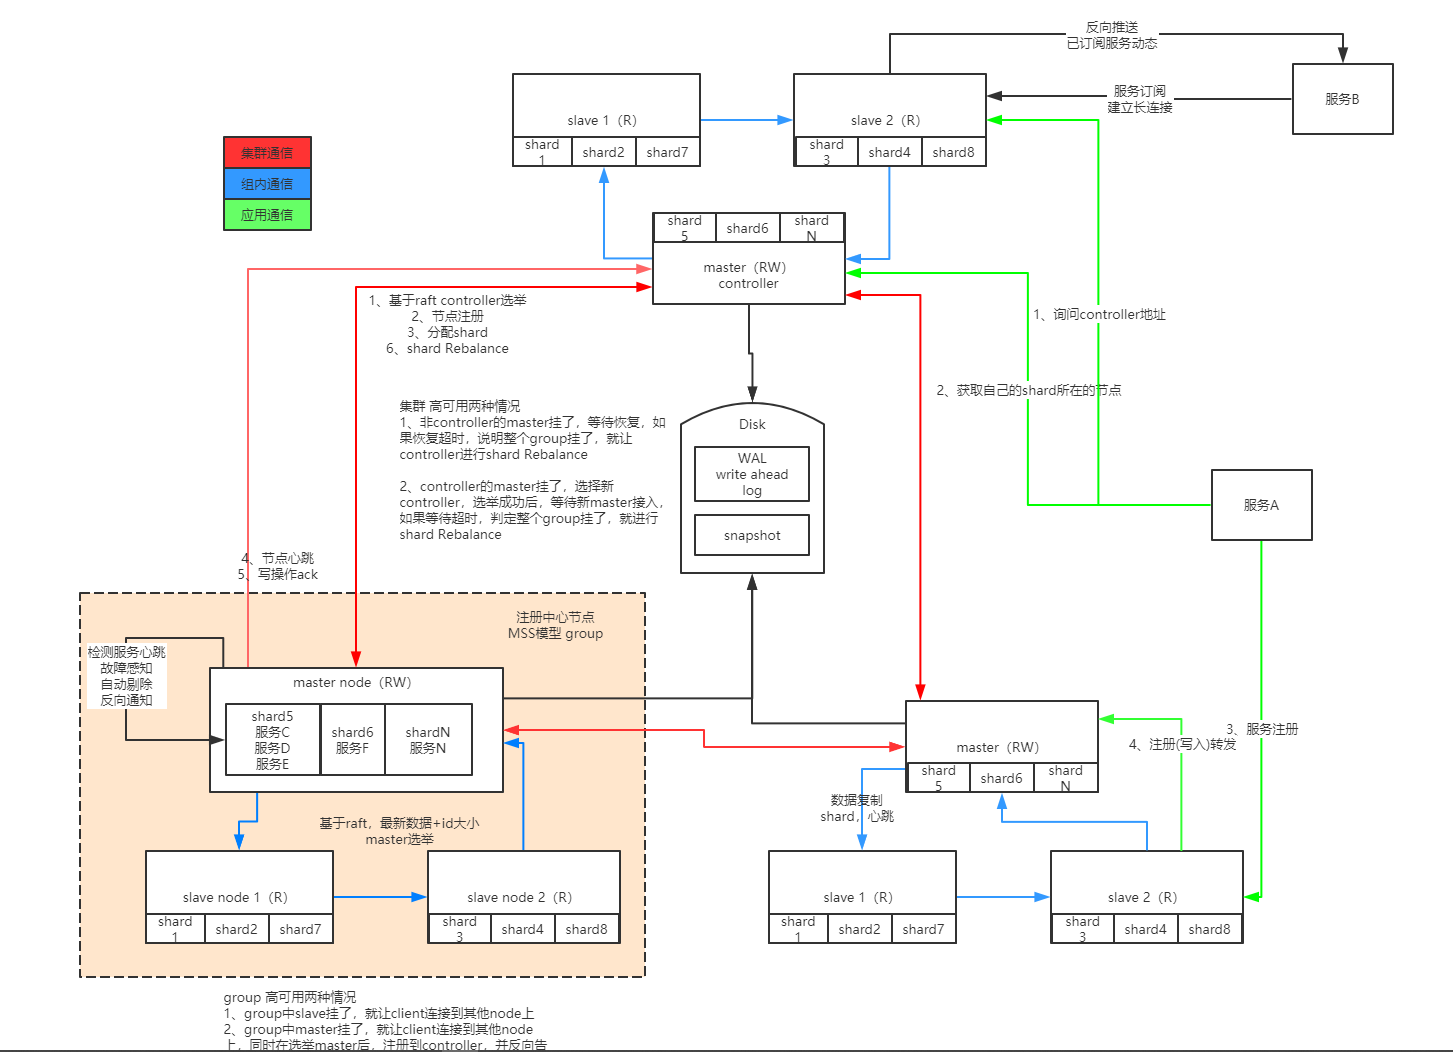 反向推送
已订阅服务动态
服务订阅
建立长连接
服务B
slave 1（R）
shard
1
shard2
shard7
slave 2（R）
shard
3
shard4
shard8
集群通信
组内通信
应用通信
shard
5
shard6
shard
N
master（RW）
controller
1、基于raft controller选举
2、节点注册
3、分配shard
6、shard Rebalance
1、询问controller地址
2、获取自己的shard所在的节点
集群 高可用两种情况
1、非controller的master挂了，等待恢复，如
果恢复超时，说明整个group挂了，就让
controller进行shard Rebalance
2、controller的master挂了，选择新
controller，选举成功后，等待新master接入，
如果等待超时，判定整个group挂了，就进行
shard Rebalance
Disk
WAL
write ahead
log
snapshot
服务A
4、节点心跳
5、写操作ack
注册中心节点
MSS模型 group
检测服务心跳
故障感知
自动剔除
反向通知
master node（RW）
shard5
服务C
服务D
服务E
shard6
服务F
shardN
服务N
基于raft，最新数据+id大小
master选举
slave node 1（R）
shard
1
shard2
shard7
slave node 2（R）
shard
3
shard4
shard8
master（RW）
shard
5
shard6
shard
N
3、服务注册
4、注册(写入)转发
数据复制
shard，心跳
slave 1（R）
shard
1
shard2
shard7
slave 2（R）
shard
3
shard4
shard8
group 高可用两种情况
1、group中slave挂了，就让client连接到其他node上
2、group中master挂了，就让client连接到其他node
上，同时在选举master后，注册到controller，并反向告